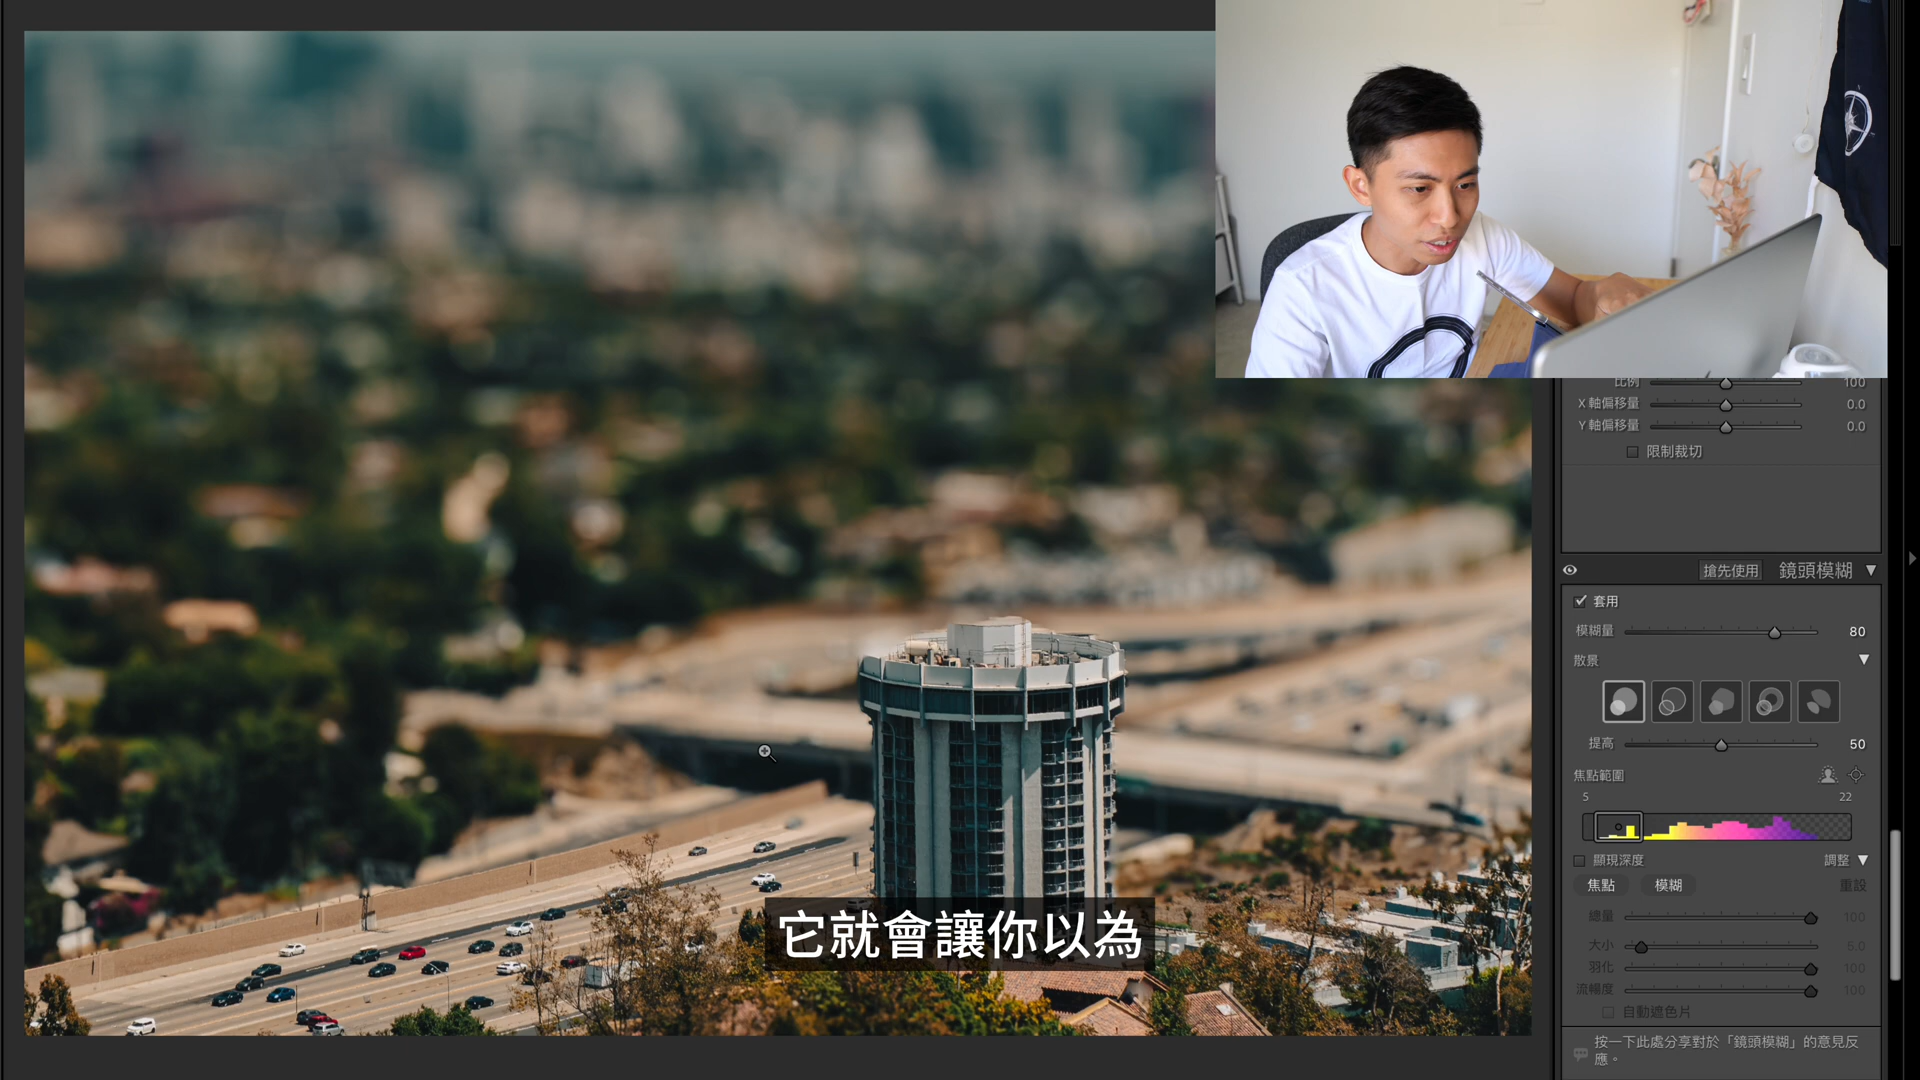 比例 100
X 軸偏移量 0.0
Y 軸偏移量 0.0
限制裁切
搶先使用 鏡頭模糊
套用
模糊量 80
散景
提高 50
焦點範圍
5 22
顯現深度 調整
焦點 模糊 重設
總量 100
大小 5.0
羽化 100
流暢度 100
自動遮色片
按一下此處分享對於「鏡頭模糊」的意見反
應。
它就會讓你以為